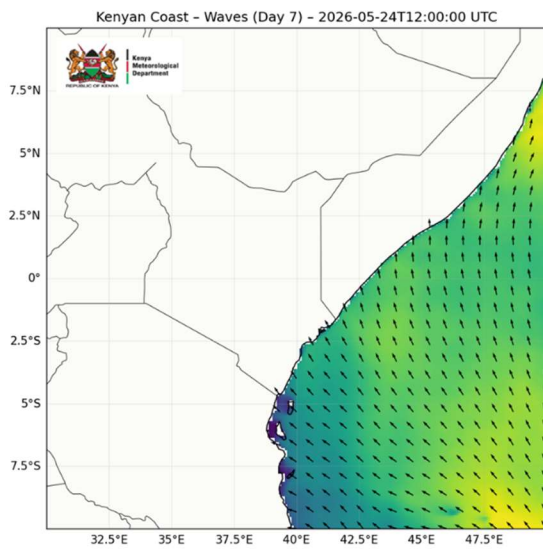 Kenyan Coast – Waves (Day 7) – 2026-05-24T12:00:00 UTC
Kenya
Meteorological
Department
REPUBLIC OF KENYA
7.5°N
5°N
2.5°N
0°
2.5°S
5°S
7.5°S
32.5°E 35°E 37.5°E 40°E 42.5°E 45°E 47.5°E